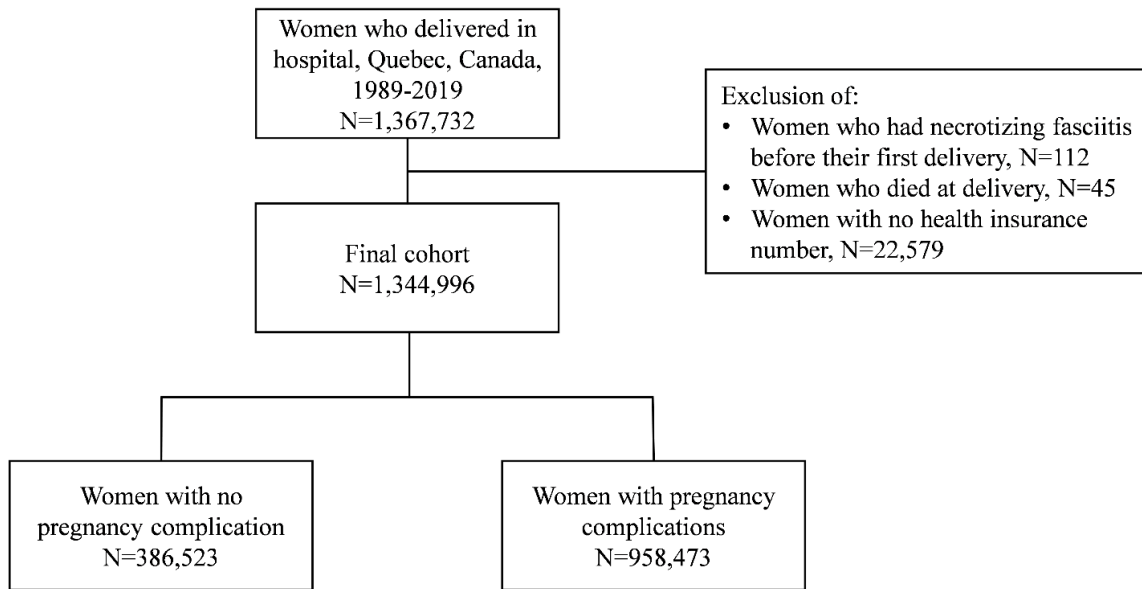 Women who delivered in
hospital, Quebec, Canada,
1989-2019
N=1,367,732
Exclusion of:
• Women who had necrotizing fasciitis
before their first delivery, N=112
• Women who died at delivery, N=45
• Women with no health insurance
number, N=22,579
Final cohort
N=1,344,996
Women with no
pregnancy complication
N=386,523
Women with pregnancy
complications
N=958,473